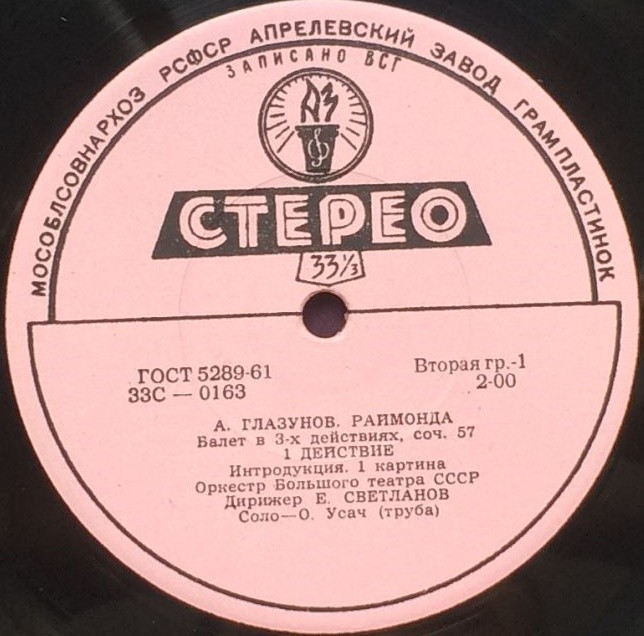 МОСОБЛСОВНАРХОЗ РСФСР АПРЕЛЕВСКИЙ ЗАВОД ГРАМПЛАСТИНОК
ЗАПИСАНО ВСГ
АЗ
СТЕРЕО
33⅓
ГОСТ 5289-61
33С — 0163
Вторая гр.-1
2-00
А. ГЛАЗУНОВ. РАЙМОНДА
Балет в 3-х действиях, соч. 57
1 ДЕЙСТВИЕ
Интродукция. 1 картина
Оркестр Большого театра СССР
Дирижер Е. СВЕТЛАНОВ
Соло—О. Усач (труба)